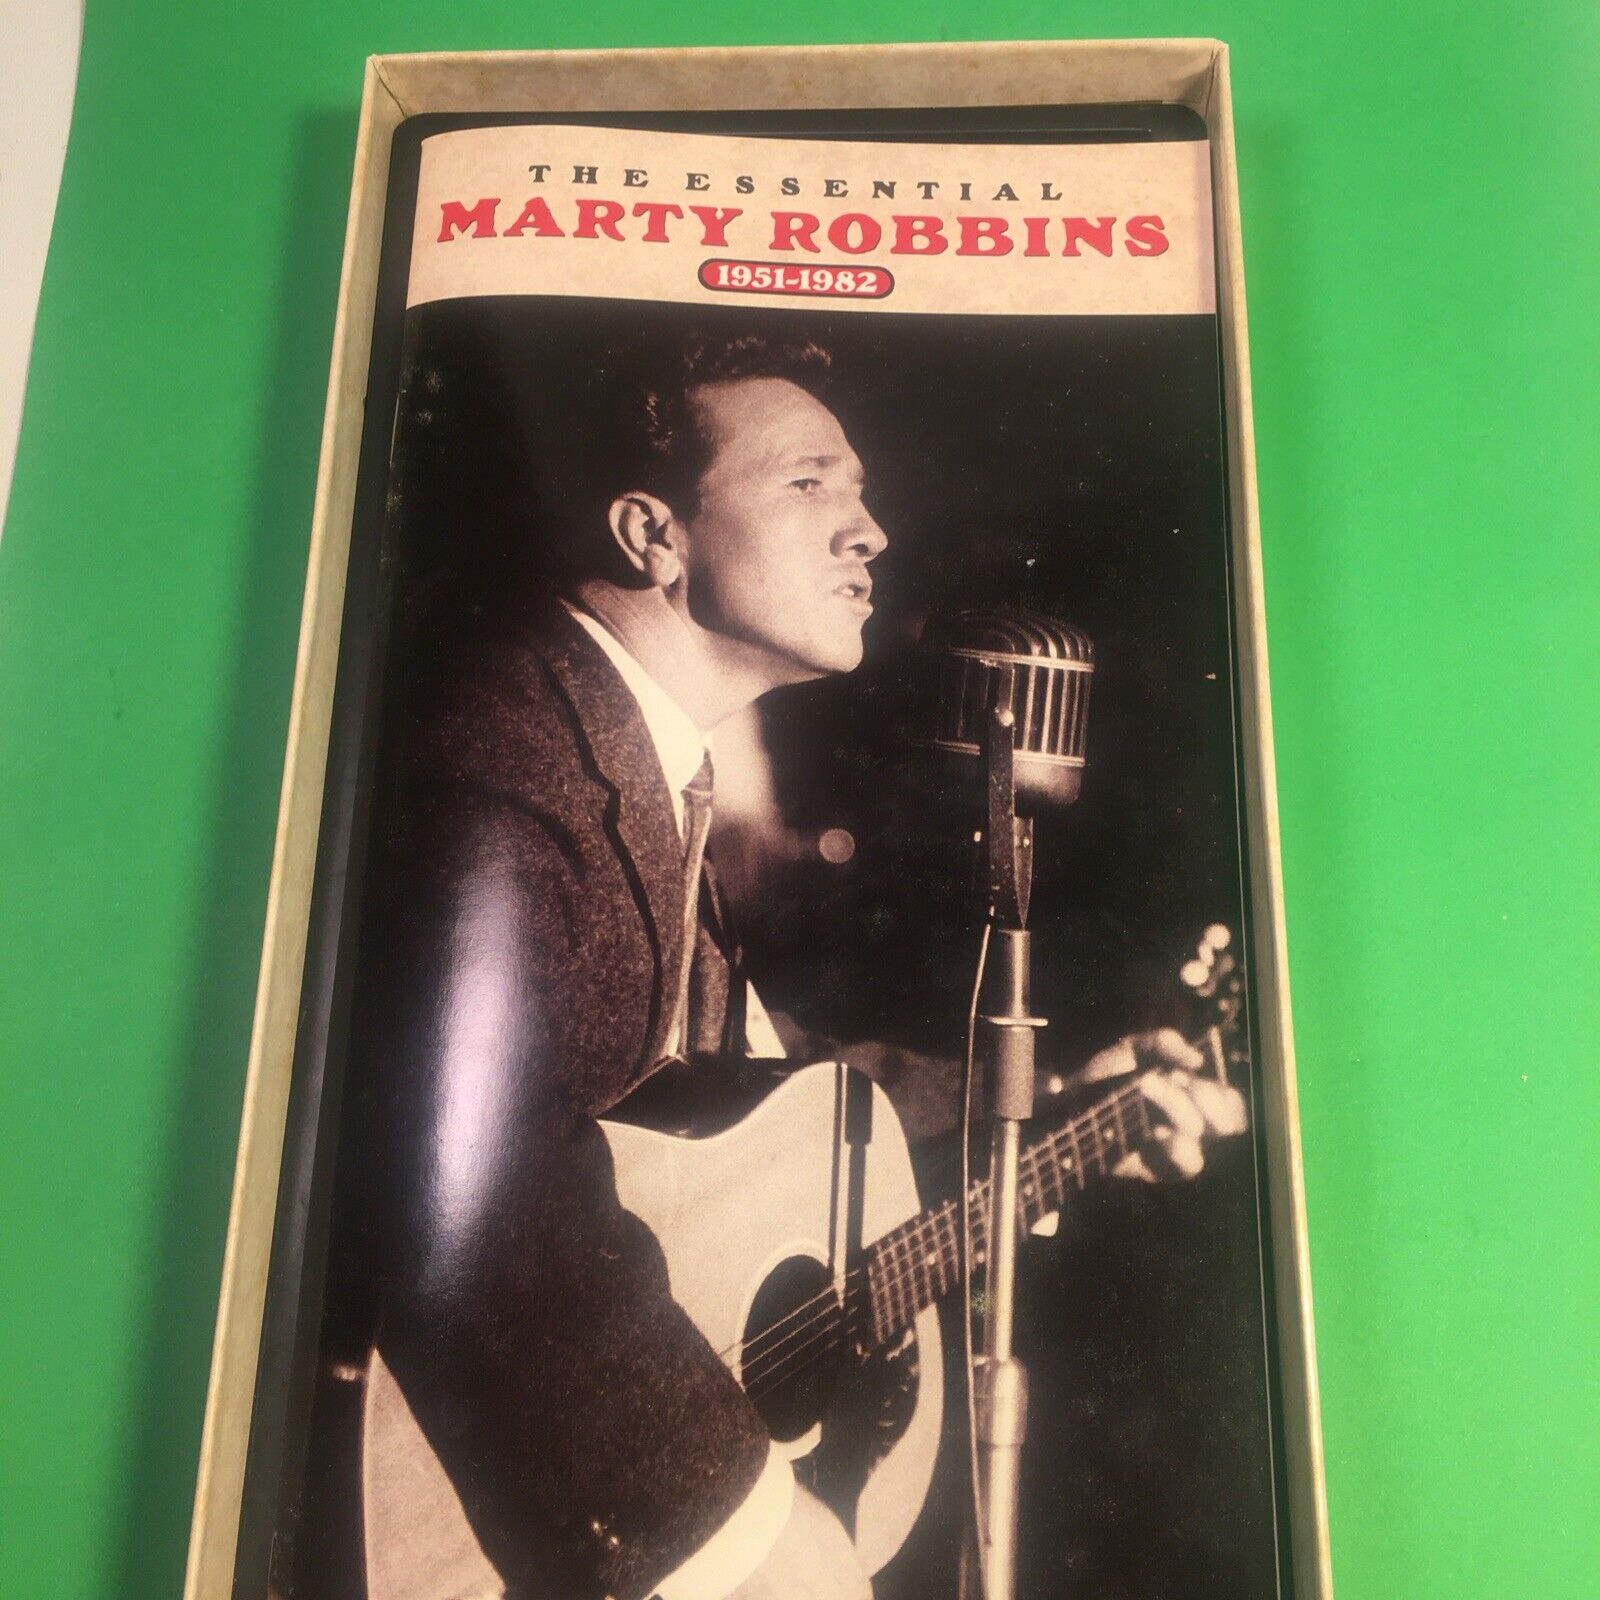 THE ESSENTIAL
MARTY ROBBINS
1951-1982